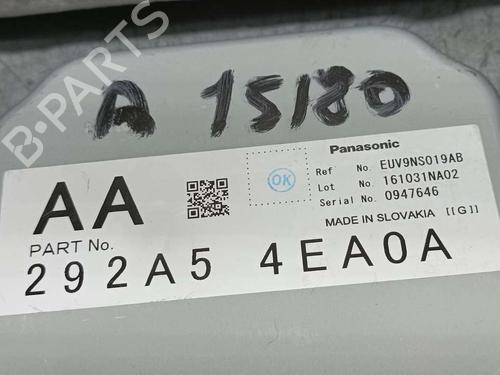 B-PARTS
A 15180
Panasonic
Ref No. EUV9NS019AB
Lot No. 161031NA02
Serial No. 0947646
OK
AA
MADE IN SLOVAKIA [[G]]
PART No.
292A5 4EA0A